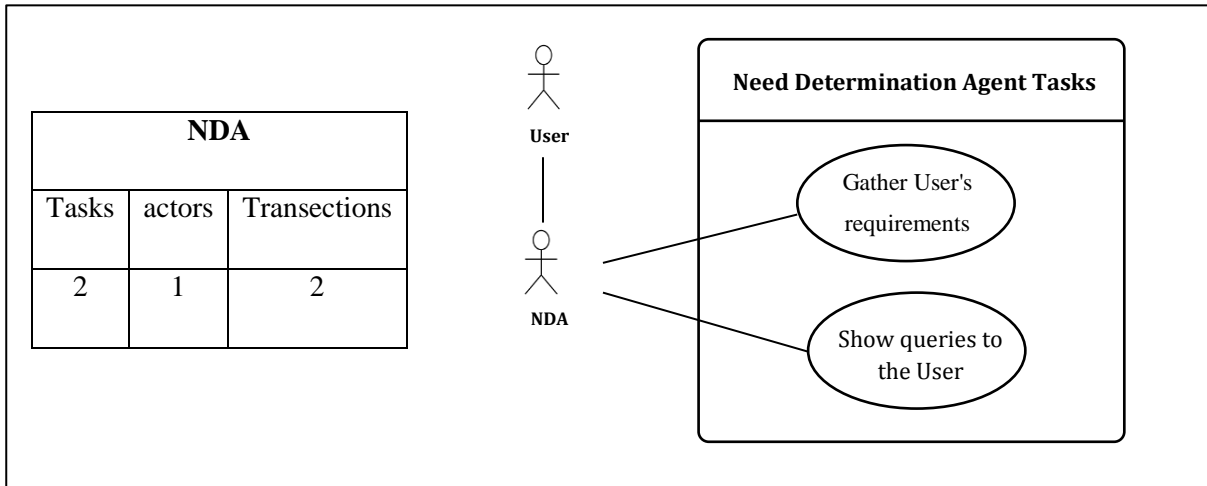 NDA
Tasks actors Transections
2 1 2
User
NDA
Need Determination Agent Tasks
Gather User's
requirements
Show queries to
the User